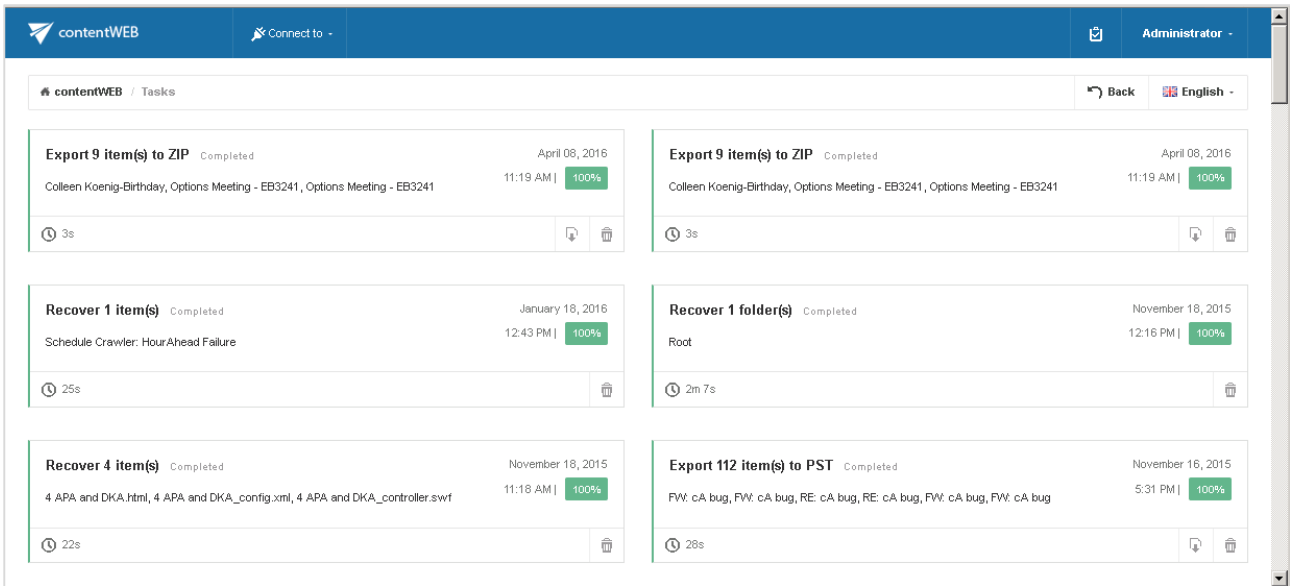 contentWEB
Connect to
Administrator
contentWEB / Tasks
Back
English
Export 9 item(s) to ZIP Completed
April 08, 2016
11:19 AM | 100%
Colleen Koenig-Birthday, Options Meeting - EB3241, Options Meeting - EB3241
3s
Export 9 item(s) to ZIP Completed
April 08, 2016
11:19 AM | 100%
Colleen Koenig-Birthday, Options Meeting - EB3241, Options Meeting - EB3241
3s
Recover 1 item(s) Completed
January 18, 2016
12:43 PM | 100%
Schedule Crawler: HourAhead Failure
25s
Recover 1 folder(s) Completed
November 18, 2015
12:16 PM | 100%
Root
2m 7s
Recover 4 item(s) Completed
November 18, 2015
11:18 AM | 100%
4 APA and DKA.html, 4 APA and DKA_config.xml, 4 APA and DKA_controller.swf
22s
Export 112 item(s) to PST Completed
November 16, 2015
5:31 PM | 100%
FW: cA bug, FW: cA bug, RE: cA bug, RE: cA bug, FW: cA bug, FW: cA bug
28s